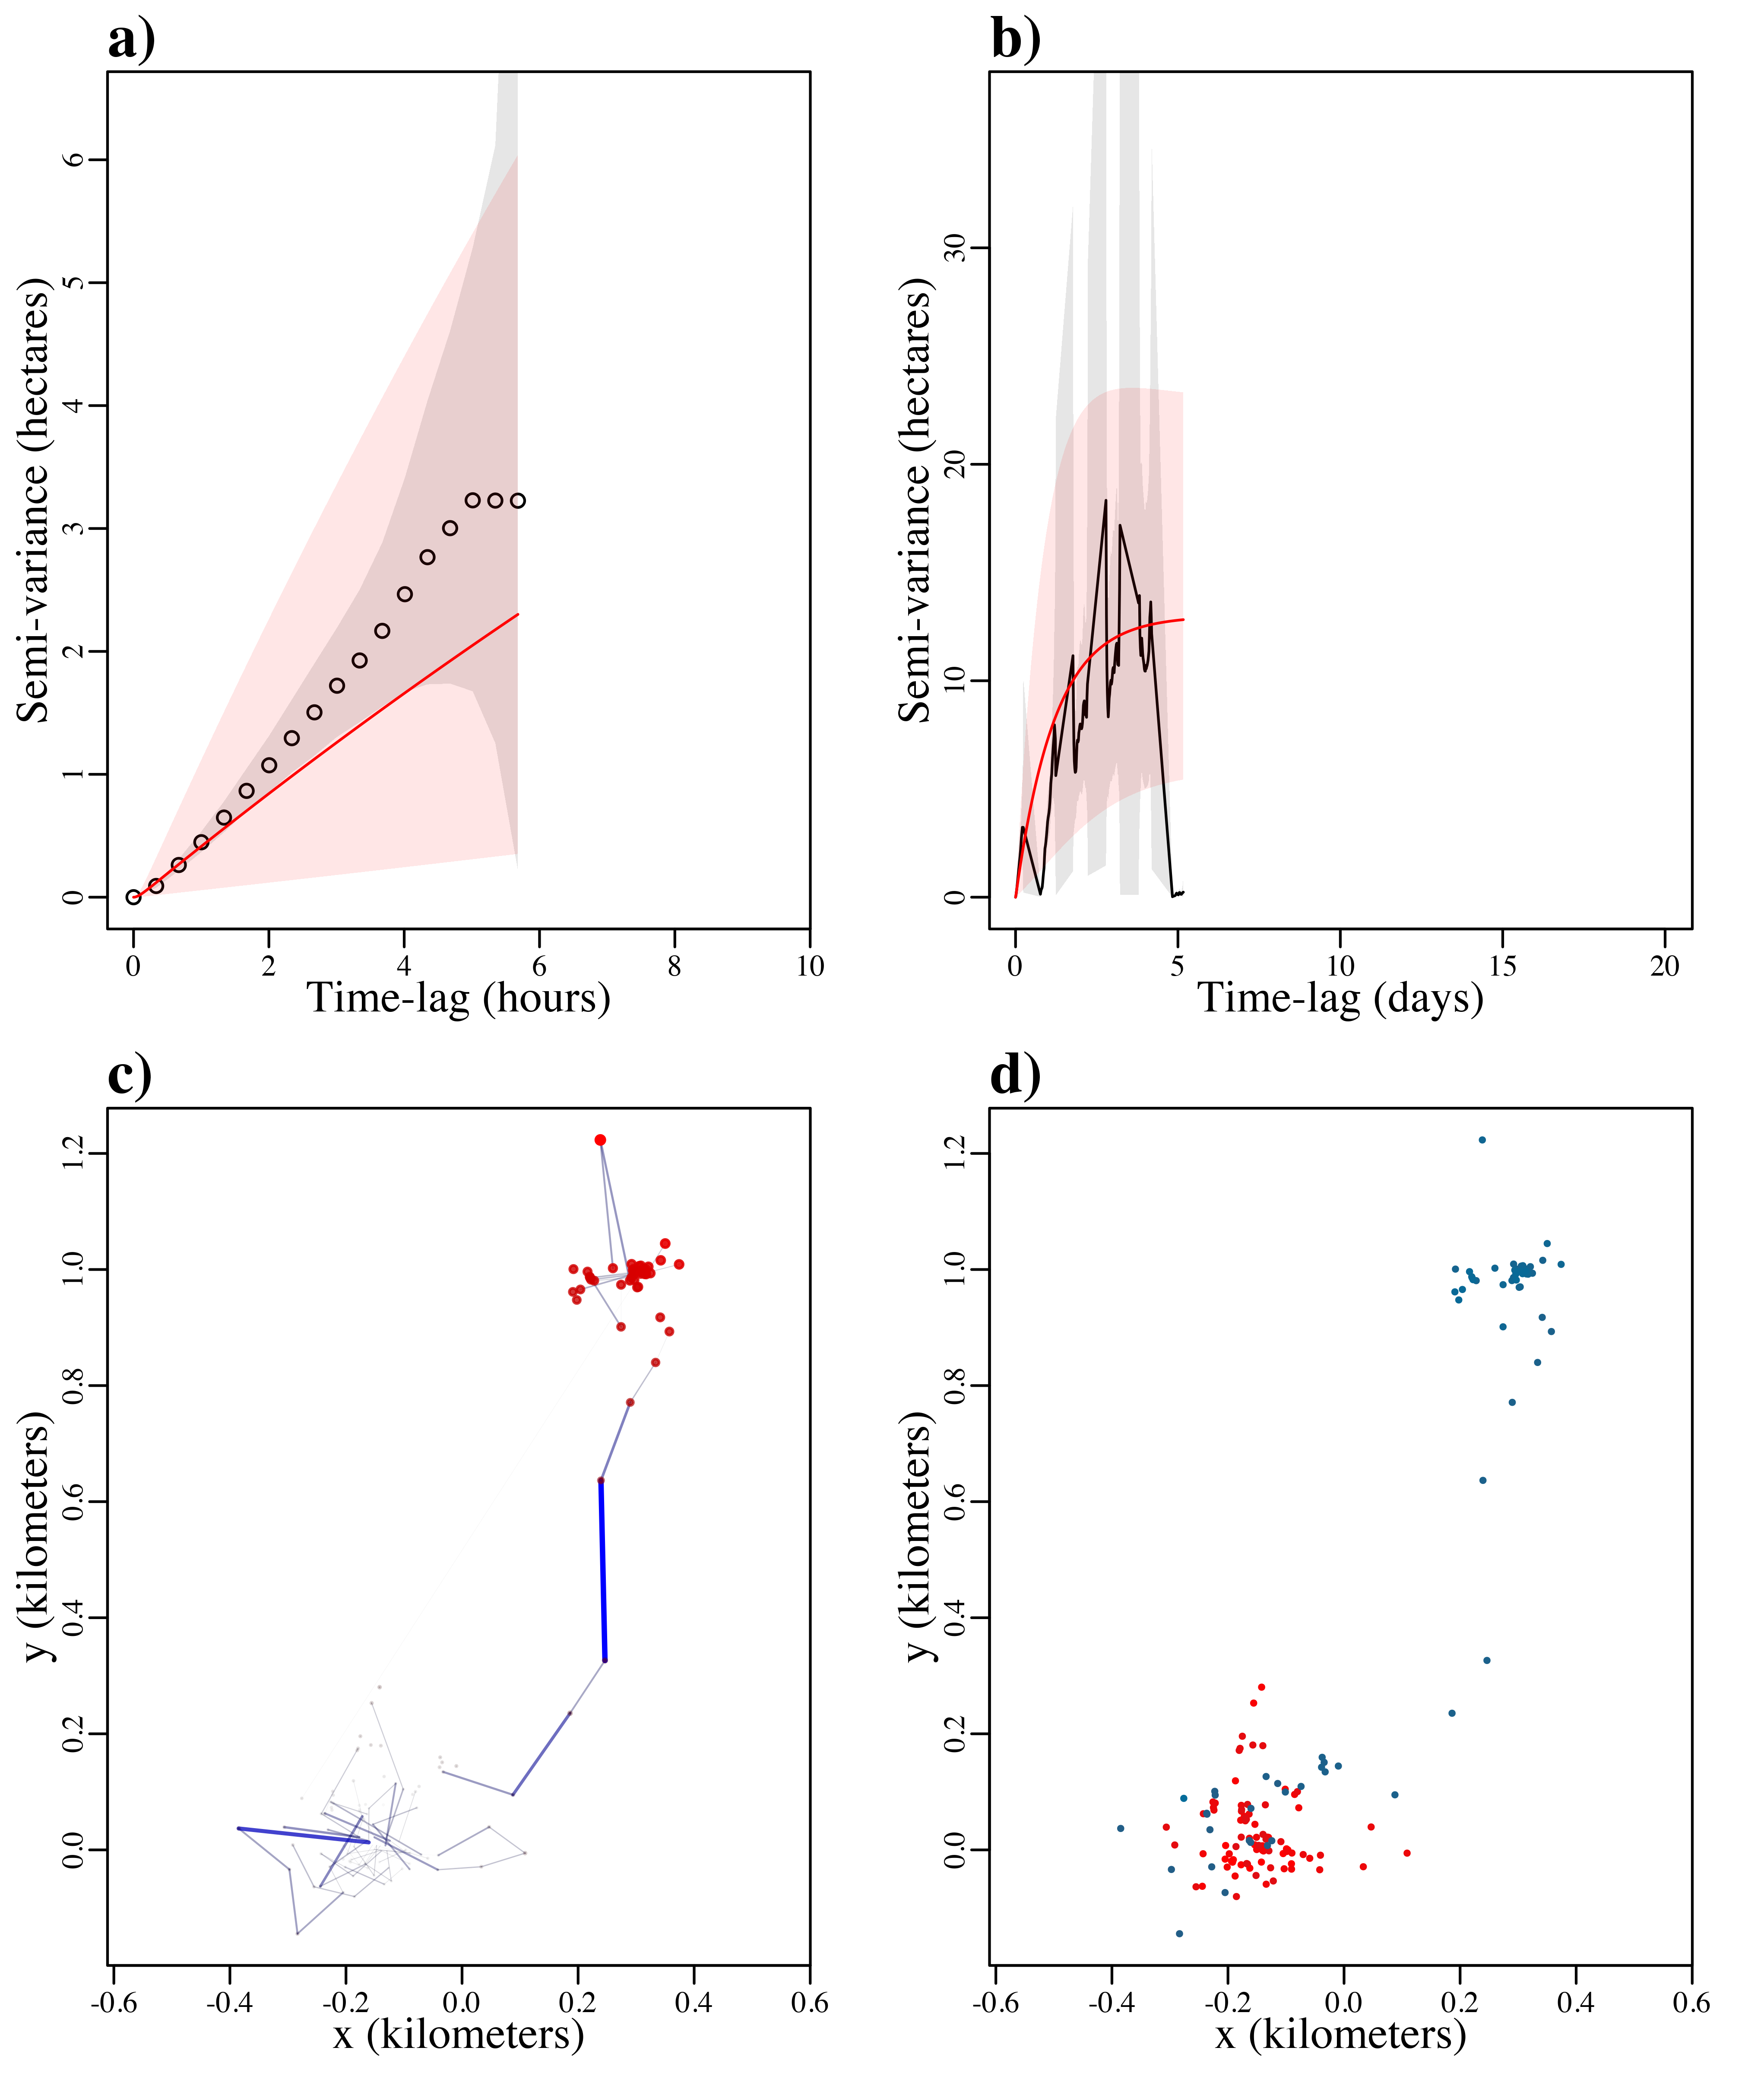 a)
Semi-variance (hectares)
0 1 2 3 4 5 6
0 2 4 6 8 10
Time-lag (hours)
b)
Semi-variance (hectares)
0 10 20 30
0 5 10 15 20
Time-lag (days)
c)
y (kilometers)
0.0 0.2 0.4 0.6 0.8 1.0 1.2
-0.6 -0.4 -0.2 0.0 0.2 0.4 0.6
x (kilometers)
d)
y (kilometers)
0.0 0.2 0.4 0.6 0.8 1.0 1.2
-0.6 -0.4 -0.2 0.0 0.2 0.4 0.6
x (kilometers)